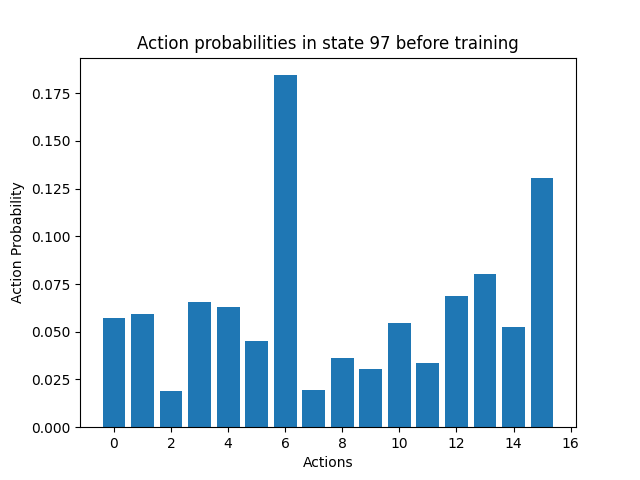 Action probabilities in state 97 before training
0.175
0.150
0.125
0.100
0.075
0.050
0.025
0.000
Action Probability
0 2 4 6 8 10 12 14 16
Actions